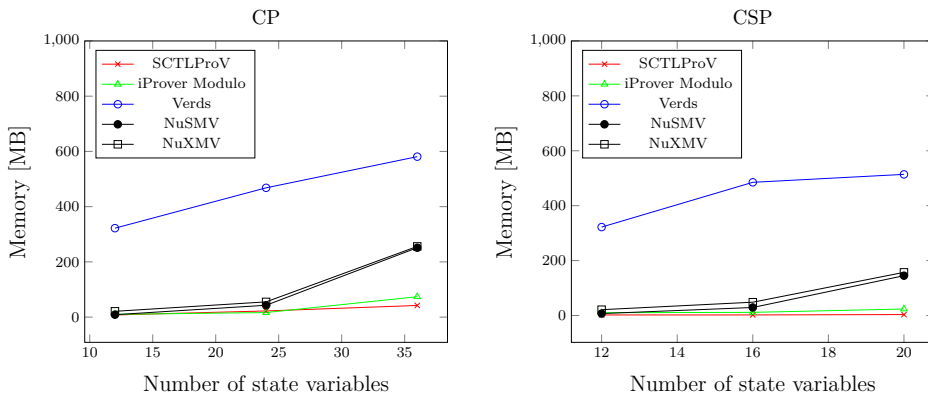 CP
1,000
800
600
400
200
0
10
15
20
25
30
35
Number of state variables
Memory [MB]
SCTLProV
iProver Modulo
Verds
NuSMV
NuXMV
CSP
1,000
800
600
400
200
0
12
14
16
18
20
Number of state variables
Memory [MB]
SCTLProV
iProver Modulo
Verds
NuSMV
NuXMV